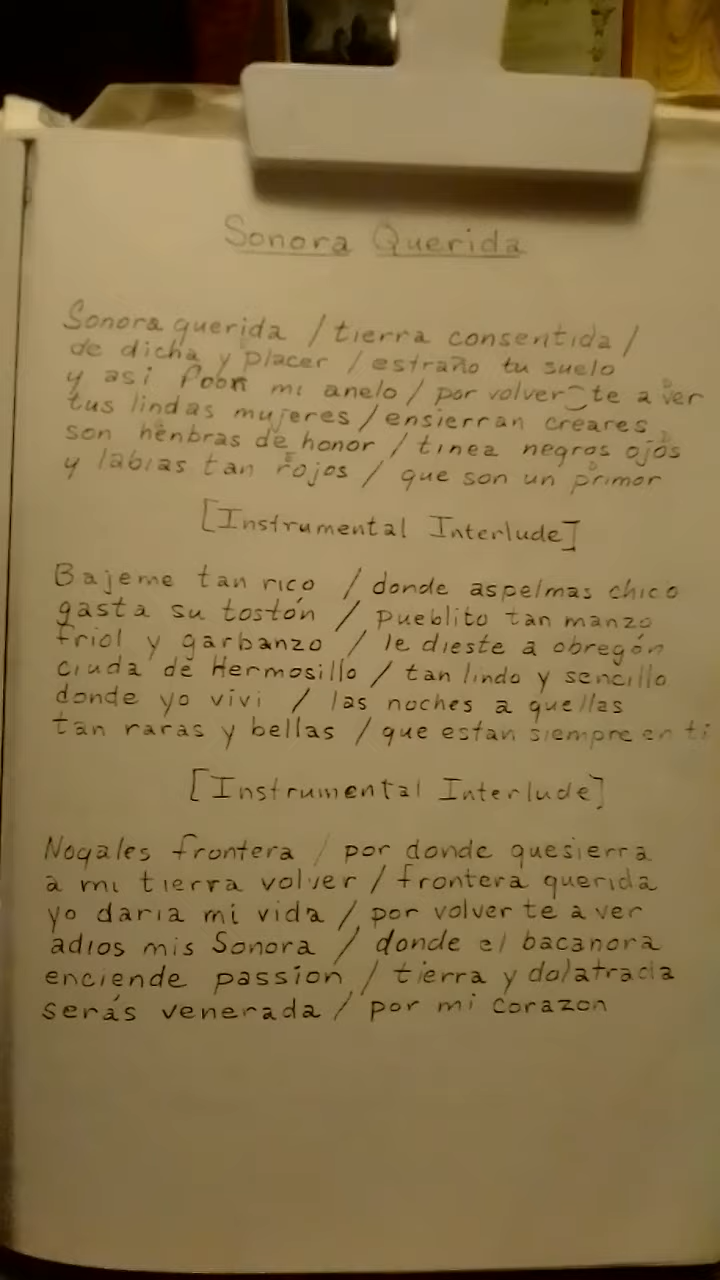 Sonora Querida
Sonora querida / tierra consentida /
de dicha y placer / estraño tu suelo
y asi mi anelo / por volver te a ver
tus lindas mujeres / ensierran creares
son henbras de honor / tinea negros ojos
y labias tan rojos / que son un primor
[Instrumental Interlude]
Bajeme tan rico / donde aspelmas chico
gasta su tostón / pueblito tan manzo
friol y garbanzo / le dieste a obregón
ciuda de Hermosillo / tan lindo y sencillo
donde yo vivi / las noches a quellas
tan raras y bellas / que estan siempre en ti
[Instrumental Interlude]
Nogales frontera / por donde quesierra
a mi tierra volver / frontera querida
yo daria mi vida / por volver te a ver
adios mis Sonora / donde el bacanora
enciende passion / tierra y dolatrada
serás venerada / por mi corazon